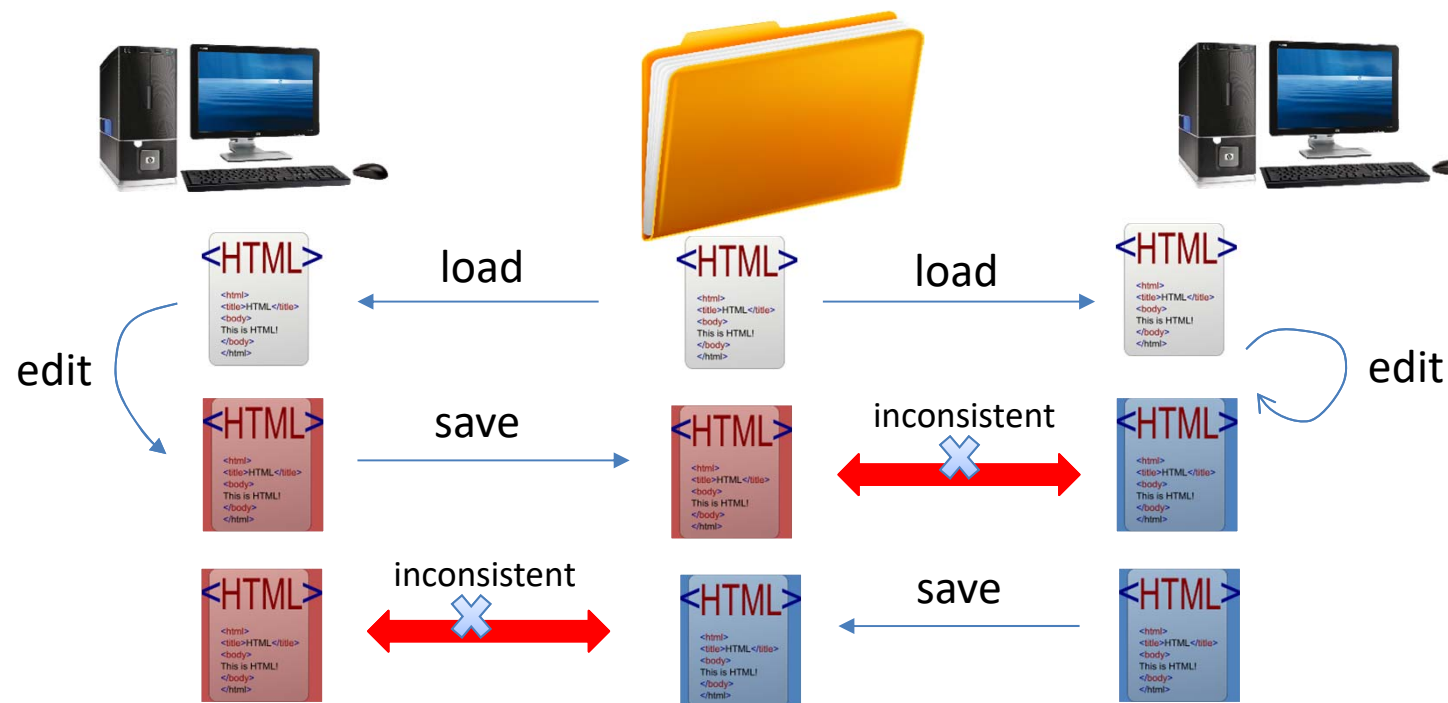 <HTML>
<html>
<title>HTML</title>
<body>
This is HTML!
</body>
</html>
load
<HTML>
<html>
<title>HTML</title>
<body>
This is HTML!
</body>
</html>
load
<HTML>
<html>
<title>HTML</title>
<body>
This is HTML!
</body>
</html>
edit
edit
<HTML>
<html>
<title>HTML</title>
<body>
This is HTML!
</body>
</html>
save
<HTML>
<html>
<title>HTML</title>
<body>
This is HTML!
</body>
</html>
inconsistent
<HTML>
<html>
<title>HTML</title>
<body>
This is HTML!
</body>
</html>
<HTML>
<html>
<title>HTML</title>
<body>
This is HTML!
</body>
</html>
inconsistent
<HTML>
<html>
<title>HTML</title>
<body>
This is HTML!
</body>
</html>
save
<HTML>
<html>
<title>HTML</title>
<body>
This is HTML!
</body>
</html>